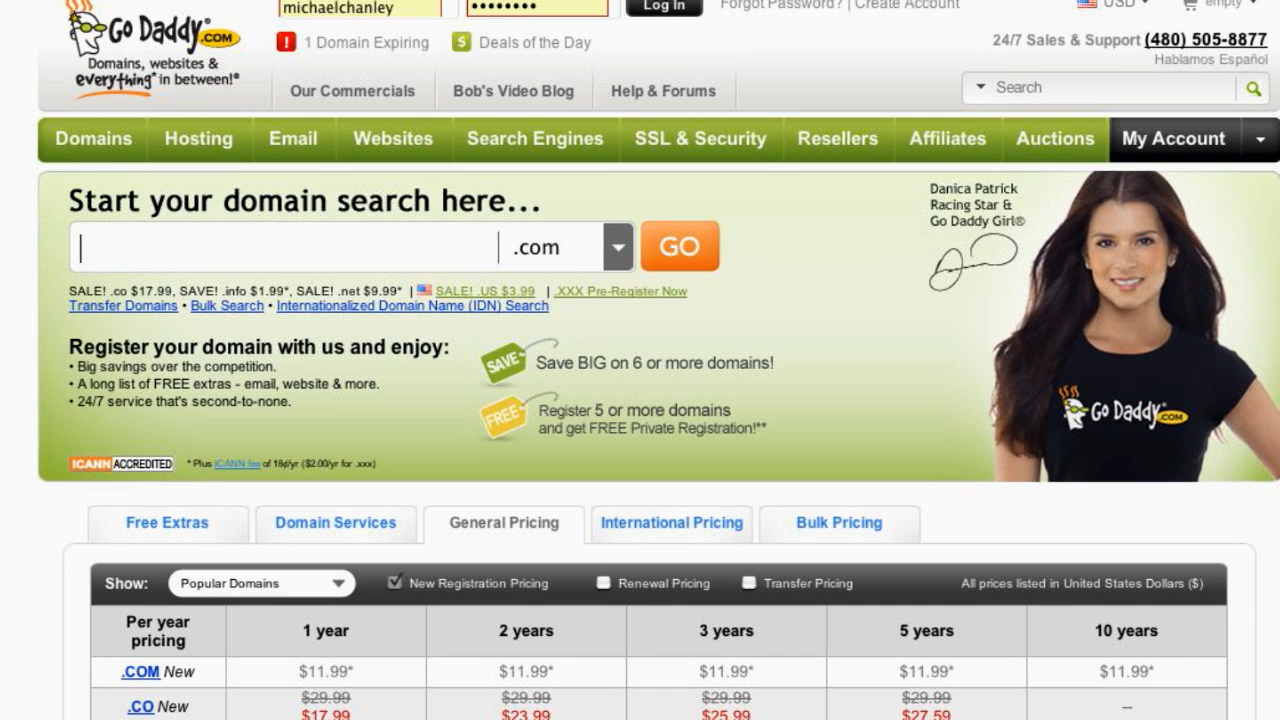 michaelchanley
Log In
Forgot Password? | Create Account
USD
empty
Go Daddy.COM
Domains, websites &
everything* in between!®
1 Domain Expiring
$ Deals of the Day
24/7 Sales & Support (480) 505-8877
Hablamos Español
Our Commercials
Bob's Video Blog
Help & Forums
Search
Domains
Hosting
Email
Websites
Search Engines
SSL & Security
Resellers
Affiliates
Auctions
My Account
Start your domain search here...
.com
GO
Danica Patrick
Racing Star &
Go Daddy Girl®
SALE! .co $17.99, SAVE! .info $1.99*, SALE! .net $9.99* | SALE! .US $3.99 | .XXX Pre-Register Now
Transfer Domains • Bulk Search • Internationalized Domain Name (IDN) Search
Register your domain with us and enjoy:
• Big savings over the competition.
• A long list of FREE extras - email, website & more.
• 24/7 service that's second-to-none.
SAVE
Save BIG on 6 or more domains!
FREE
Register 5 or more domains
and get FREE Private Registration!**
Go Daddy.COM
ICANN ACCREDITED
* Plus ICANN fee of 18¢/yr ($2.00/yr for .xxx)
Free Extras
Domain Services
General Pricing
International Pricing
Bulk Pricing
Show:
Popular Domains
New Registration Pricing
Renewal Pricing
Transfer Pricing
All prices listed in United States Dollars ($)
Per year pricing
1 year
2 years
3 years
5 years
10 years
.COM New
$11.99*
$11.99*
$11.99*
$11.99*
$11.99*
.CO New
$29.99
$29.99
$29.99
$29.99
--
$17.99
$23.99
$25.99
$27.59